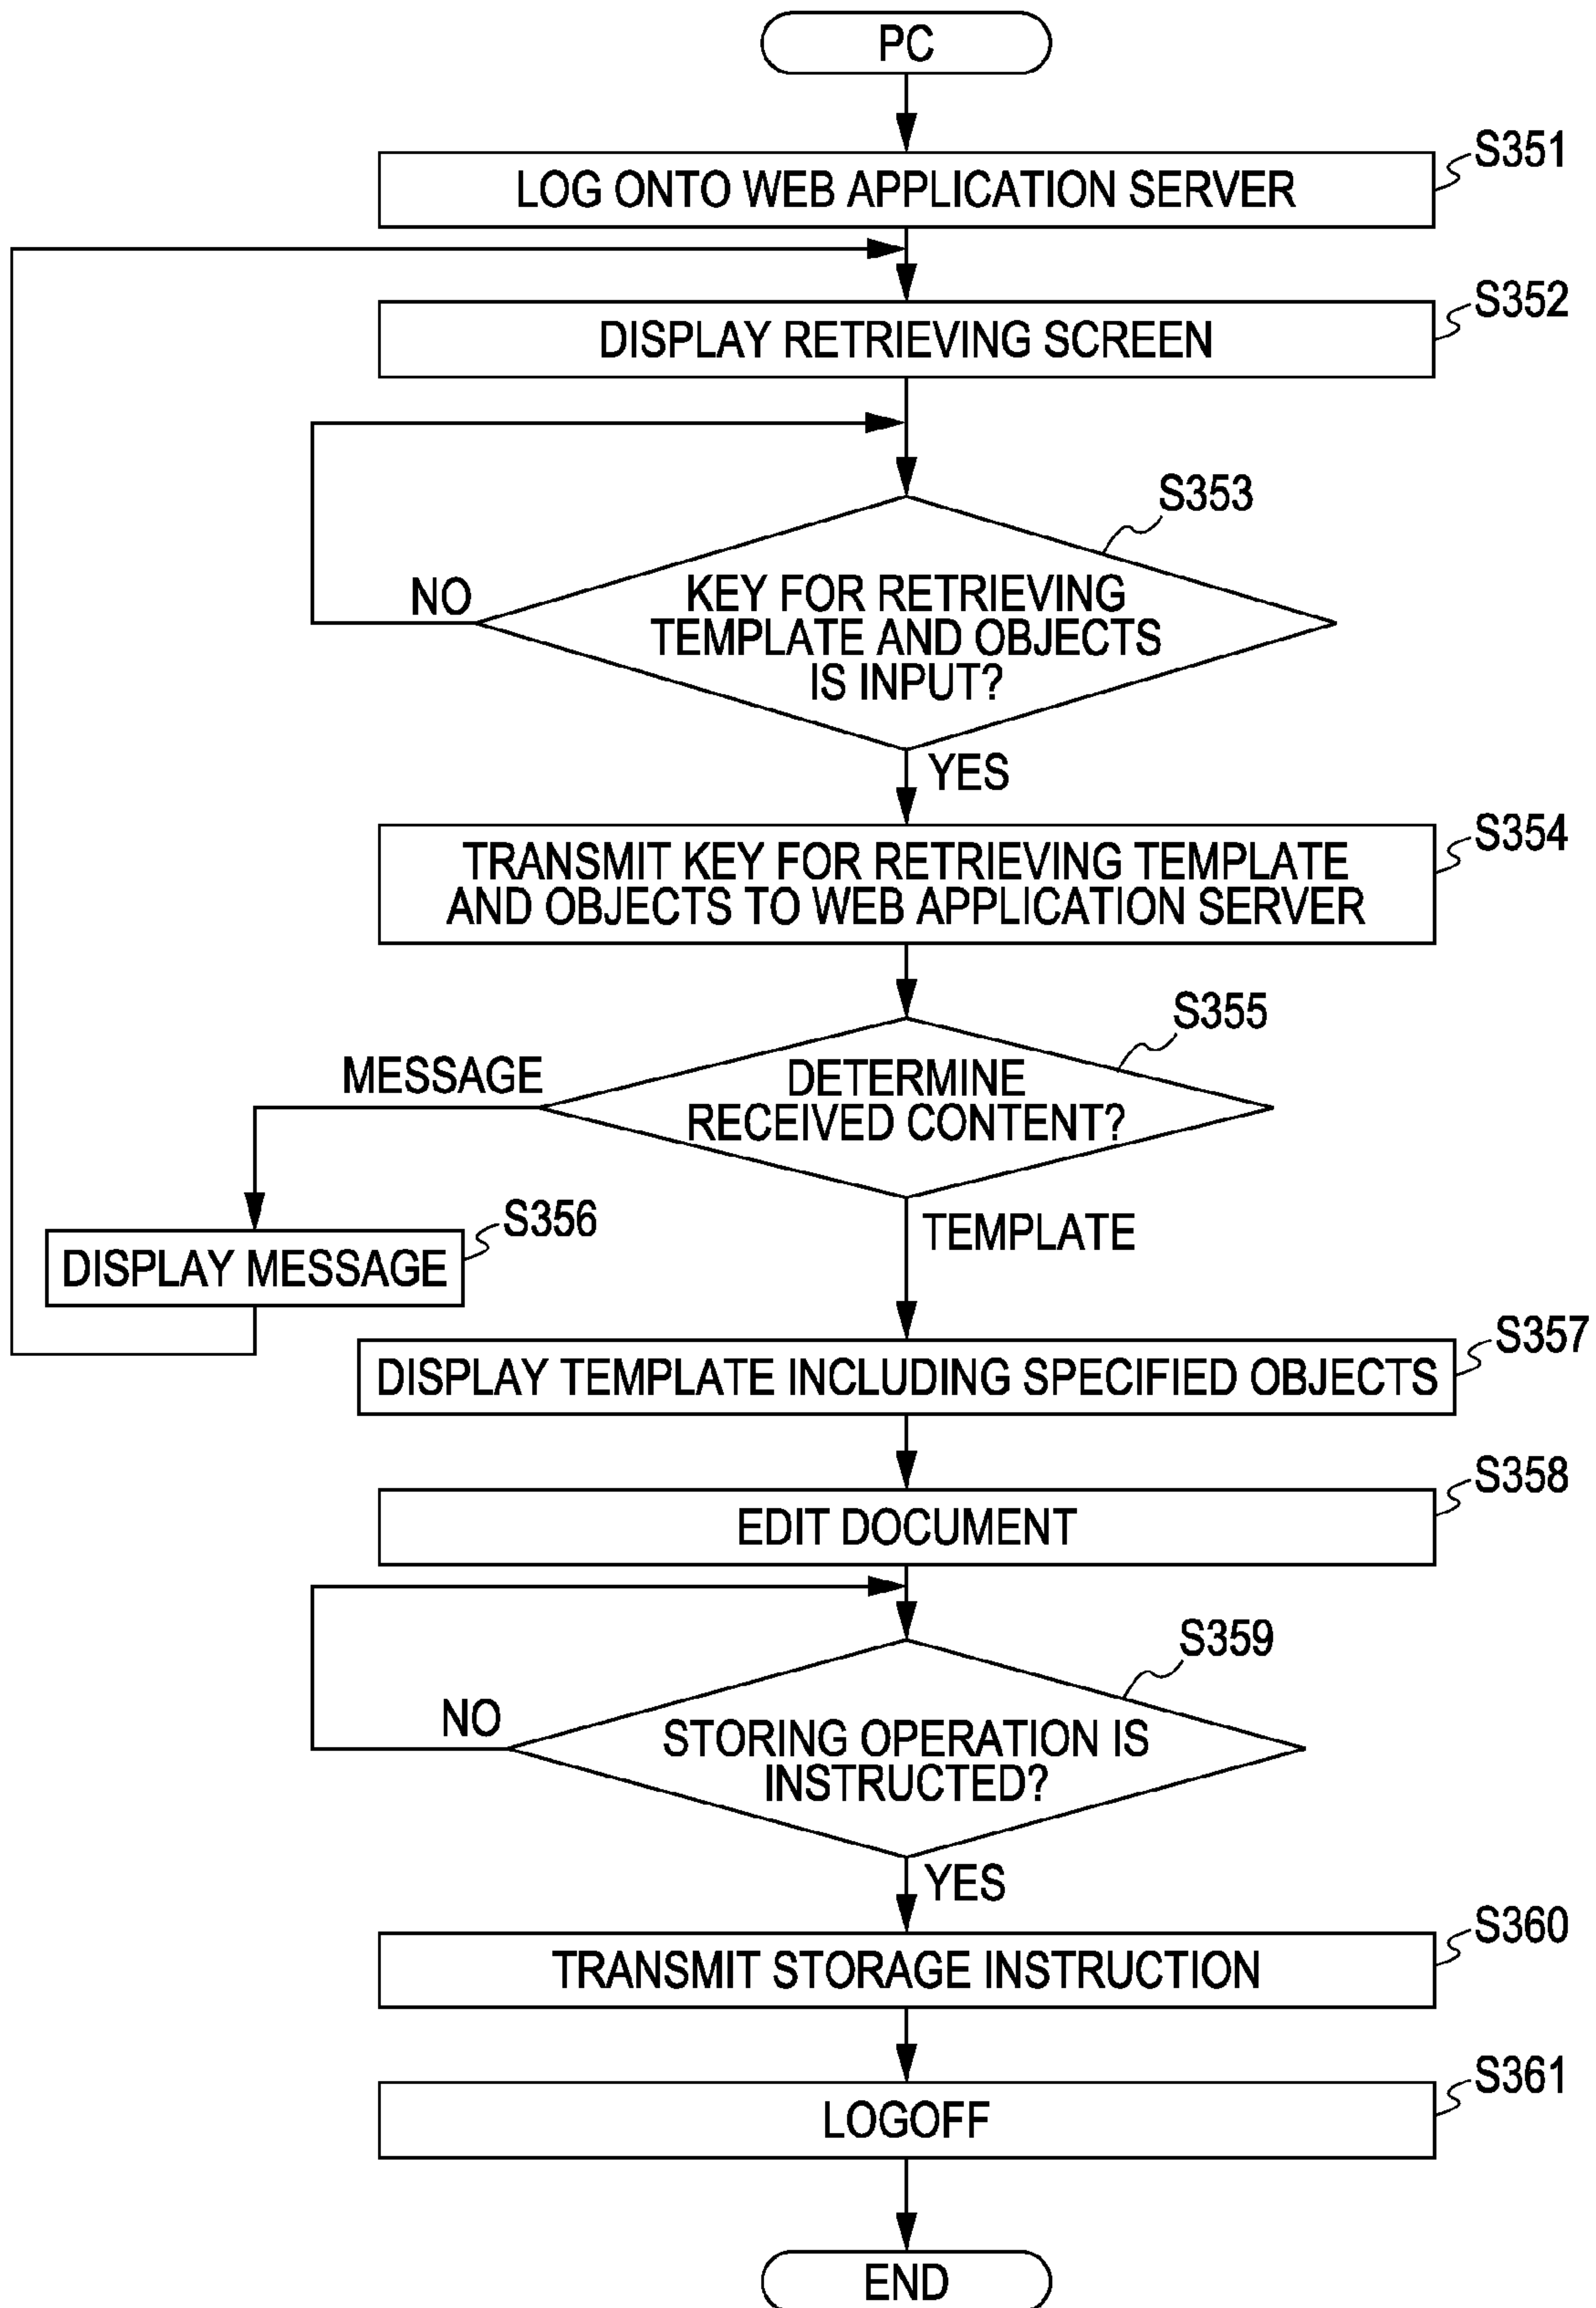 PC
S351
LOG ONTO WEB APPLICATION SERVER
S352
DISPLAY RETRIEVING SCREEN
S353
KEY FOR RETRIEVING
TEMPLATE AND OBJECTS
IS INPUT?
NO
YES
S354
TRANSMIT KEY FOR RETRIEVING TEMPLATE
AND OBJECTS TO WEB APPLICATION SERVER
S355
DETERMINE
RECEIVED CONTENT?
MESSAGE
S356
DISPLAY MESSAGE
TEMPLATE
S357
DISPLAY TEMPLATE INCLUDING SPECIFIED OBJECTS
S358
EDIT DOCUMENT
S359
STORING OPERATION IS
INSTRUCTED?
NO
YES
S360
TRANSMIT STORAGE INSTRUCTION
S361
LOGOFF
END